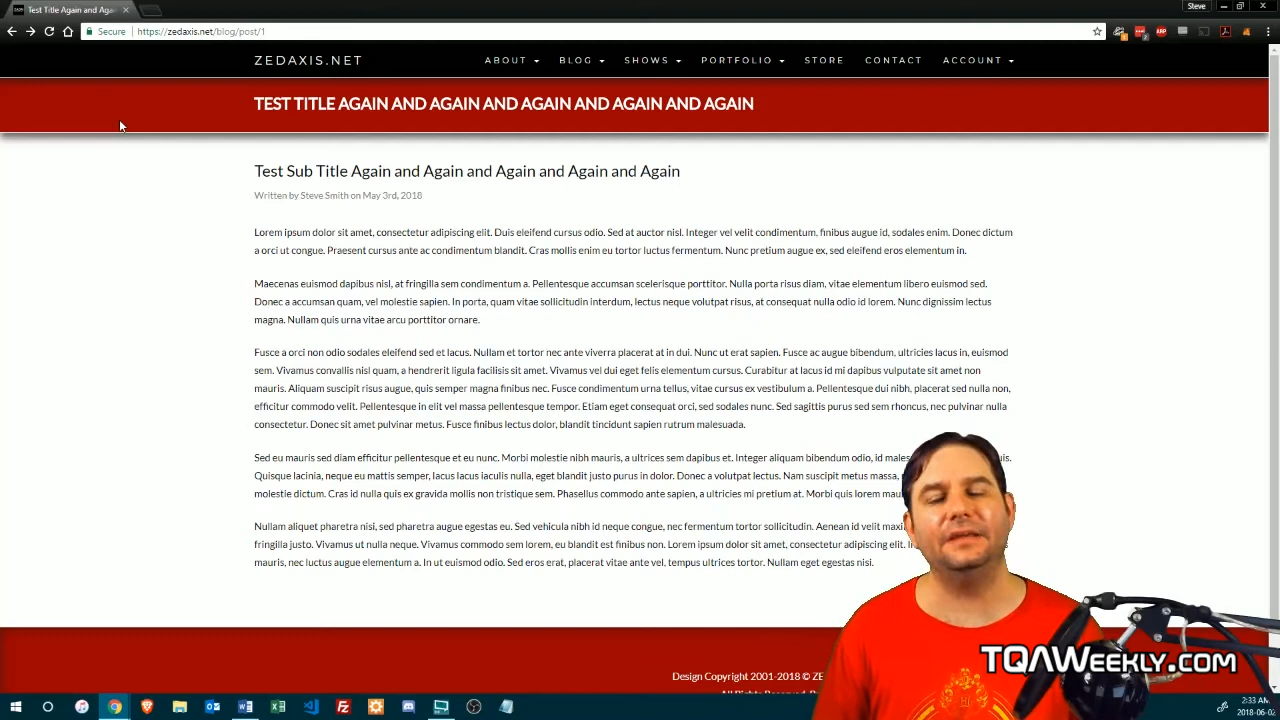 Test Title Again and Aga
Steve
Secure
https://zedaxis.net/blog/post/1
ZEDAXIS.NET
ABOUT
BLOG
SHOWS
PORTFOLIO
STORE
CONTACT
ACCOUNT
TEST TITLE AGAIN AND AGAIN AND AGAIN AND AGAIN AND AGAIN
Test Sub Title Again and Again and Again and Again and Again
Written by Steve Smith on May 3rd, 2018
Lorem ipsum dolor sit amet, consectetur adipiscing elit. Duis eleifend cursus odio. Sed at auctor nisl. Integer vel velit condimentum, finibus augue id, sodales enim. Donec dictum
a orci ut congue. Praesent cursus ante ac condimentum blandit. Cras mollis enim eu tortor luctus fermentum. Nunc pretium augue ex, sed eleifend eros elementum in.
Maecenas euismod dapibus nisl, at fringilla sem condimentum a. Pellentesque accumsan scelerisque porttitor. Nulla porta risus diam, vitae elementum libero euismod sed.
Donec a accumsan quam, vel molestie sapien. In porta, quam vitae sollicitudin interdum, lectus neque volutpat risus, at consequat nulla odio id lorem. Nunc dignissim lectus
magna. Nullam quis urna vitae arcu porttitor ornare.
Fusce a orci non odio sodales eleifend sed et lacus. Nullam et tortor nec ante viverra placerat at in dui. Nunc ut erat sapien. Fusce ac augue bibendum, ultricies lacus in, euismod
sem. Vivamus convallis nisl quam, a hendrerit ligula facilisis sit amet. Vivamus vel dui eget felis elementum cursus. Curabitur at lacus id mi dapibus vulputate sit amet non
mauris. Aliquam suscipit risus augue, quis semper magna finibus nec. Fusce condimentum urna tellus, vitae cursus ex vestibulum a. Pellentesque dui nibh, placerat sed nulla non,
efficitur commodo velit. Pellentesque in elit vel massa pellentesque tempor. Etiam eget consequat orci, sed sodales nunc. Sed sagittis purus sed sem rhoncus, nec pulvinar nulla
consectetur. Donec sit amet pulvinar metus. Fusce finibus lectus dolor, blandit tincidunt sapien rutrum malesuada.
Sed eu mauris sed diam efficitur pellentesque et eu nunc. Morbi molestie nibh mauris, a ultrices sem dapibus et. Integer aliquam bibendum odio, id males uis.
Quisque lacinia, neque eu mattis semper, lacus lacus iaculis nulla, eget blandit justo purus in dolor. Donec a volutpat lectus. Nam suscipit metus massa,
molestie dictum. Cras id nulla quis ex gravida mollis non tristique sem. Phasellus commodo ante sapien, a ultricies mi pretium at. Morbi quis lorem mau
Nullam aliquet pharetra nisi, sed pharetra augue egestas eu. Sed vehicula nibh id neque congue, nec fermentum tortor sollicitudin. Aenean id velit maxi
fringilla justo. Vivamus ut nulla neque. Vivamus commodo sem lorem, eu blandit est finibus non. Lorem ipsum dolor sit amet, consectetur adipiscing elit.
mauris, nec luctus augue elementum a. In ut euismod odio. Sed eros erat, placerat vitae ante vel, tempus ultrices tortor. Nullam eget egestas nisi.
TQAWEEKLY.COM
Design Copyright 2001-2018 © ZE
All Rights Reserved.
2:33 AM
2018-06-02